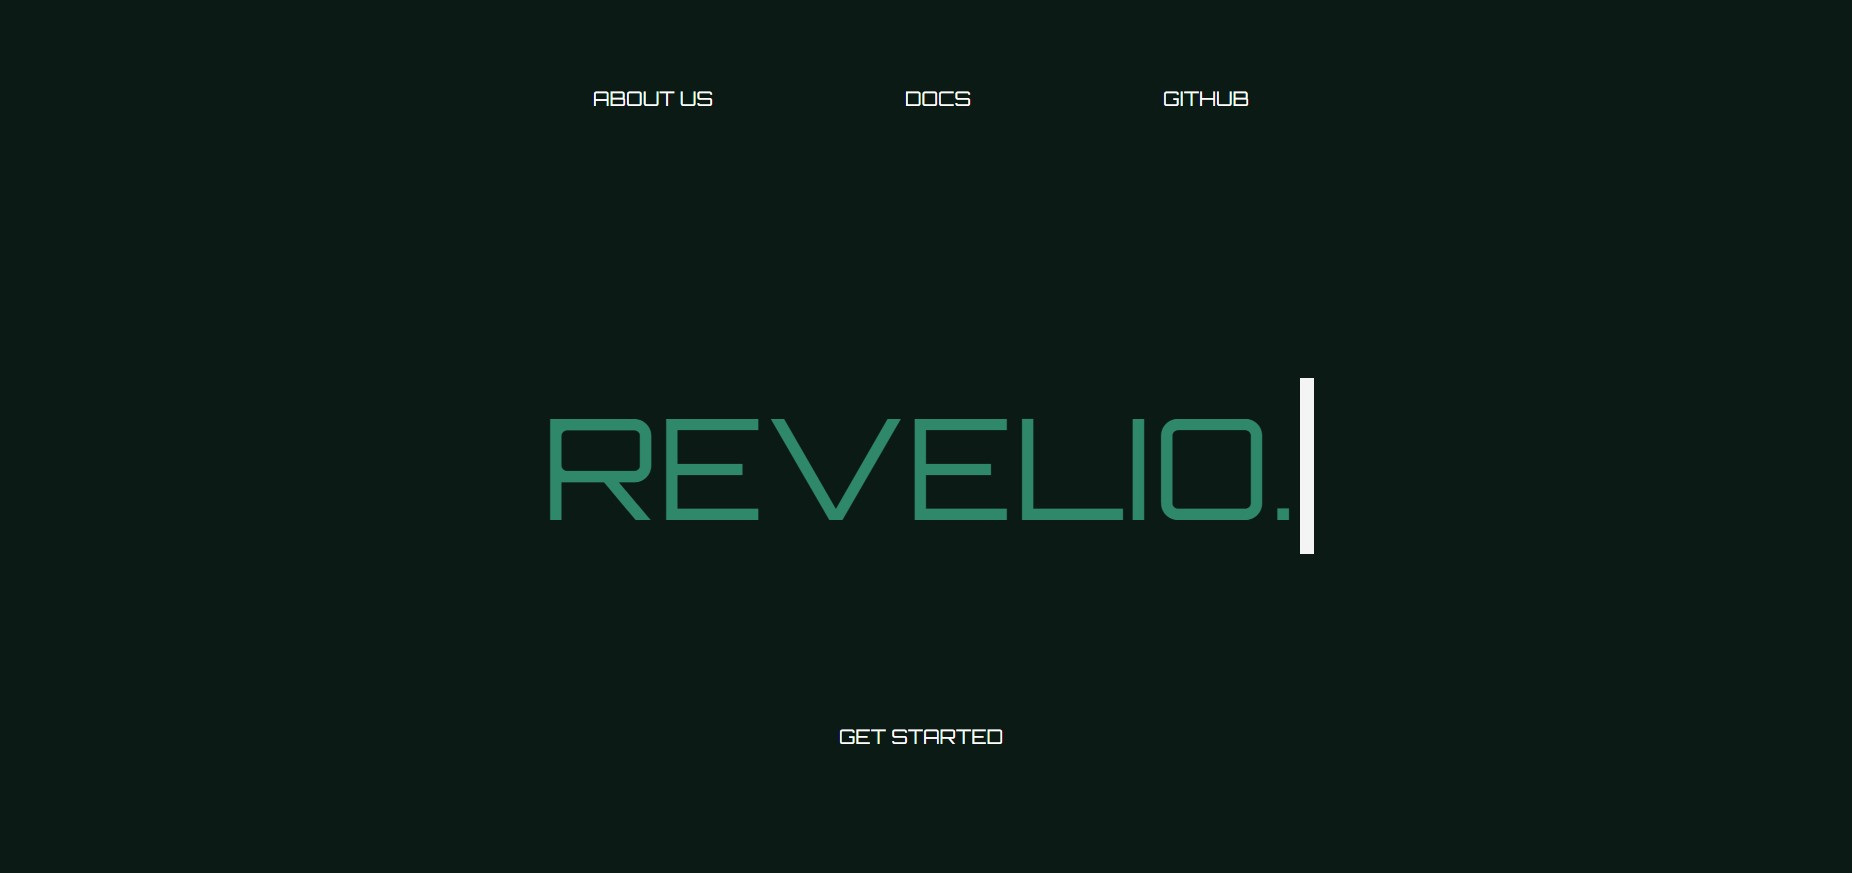 ABOUT US DOCS GITHUB
REVELIO.
GET STARTED